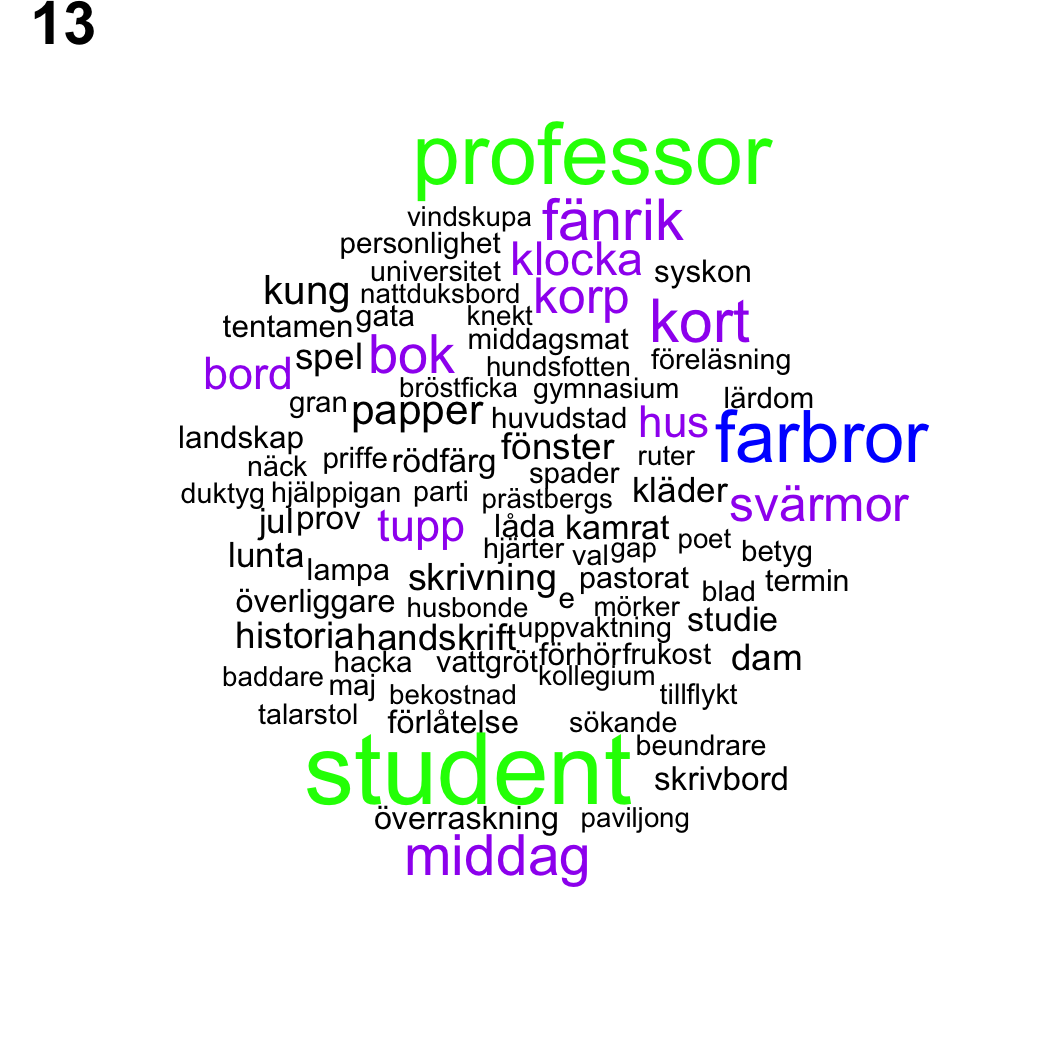 13
professor
vindskupa fänrik
personlighet klocka
universitet syskon
kung nattduksbord korp
tentamen gata knekt kort
spel bok middagsmat
bord hundsfotten föreläsning
bröstficka gymnasium
gran papper huvudstad hus lärdom
landskap fönster farbror
näck priffe rödfärg spader ruter
duktyg hjälppigan parti prästbergs kläder svärmor
jul prov tupp låda kamrat
lunta hjärter val gap poet betyg
lampa skrivning pastorat blad termin
överliggare husbonde e mörker studie
historia handskrift uppvaktning
hacka vattgröt förhör frukost dam
baddare maj bekostnad kollegium tillflykt
talarstol förlåtelse sökande
student beundrare
skrivbord
överraskning paviljong
middag